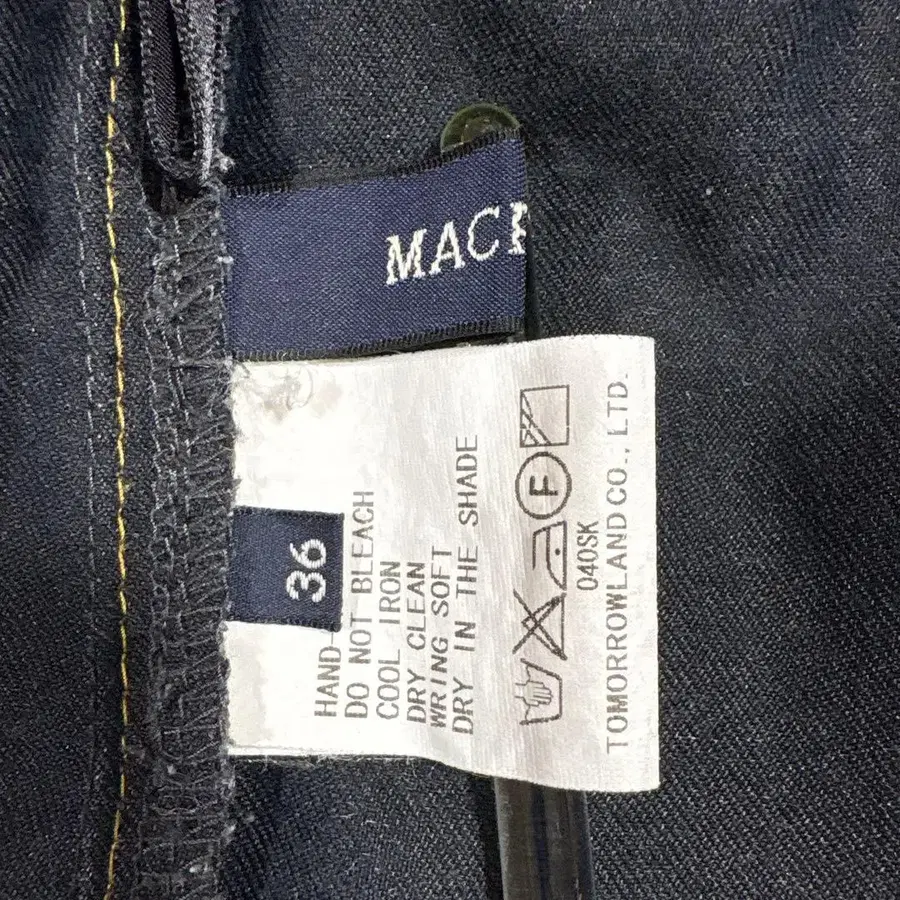 MAC
36
HAND-
DO NOT BLEACH
COOL IRON
DRY CLEAN
WRING SOFT
DRY IN THE SHADE
F
040SK
TOMORROWLAND CO., LTD.